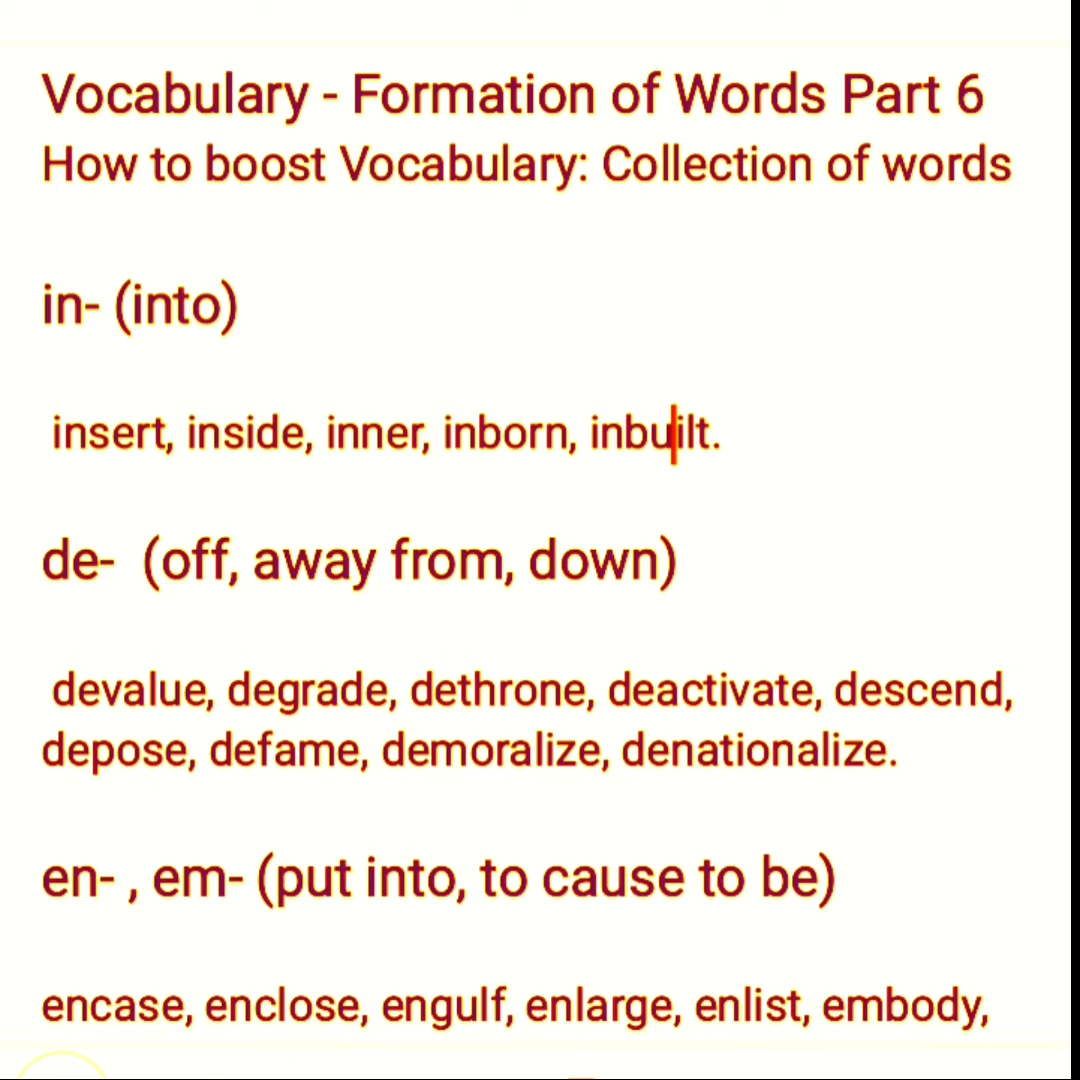 Vocabulary - Formation of Words Part 6
How to boost Vocabulary: Collection of words
in- (into)
insert, inside, inner, inborn, inbuilt.
de- (off, away from, down)
devalue, degrade, dethrone, deactivate, descend,
depose, defame, demoralize, denationalize.
en- , em- (put into, to cause to be)
encase, enclose, engulf, enlarge, enlist, embody,